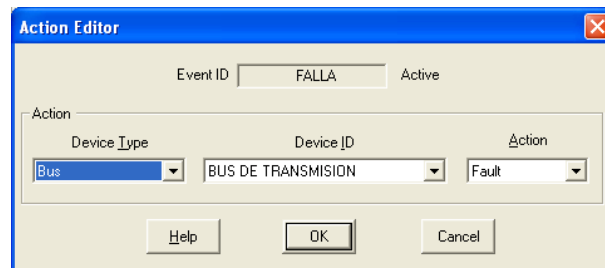 Action Editor
Event ID FALLA Active
Action
Device Type Device ID Action
Bus BUS DE TRANSMISION Fault
Help OK Cancel